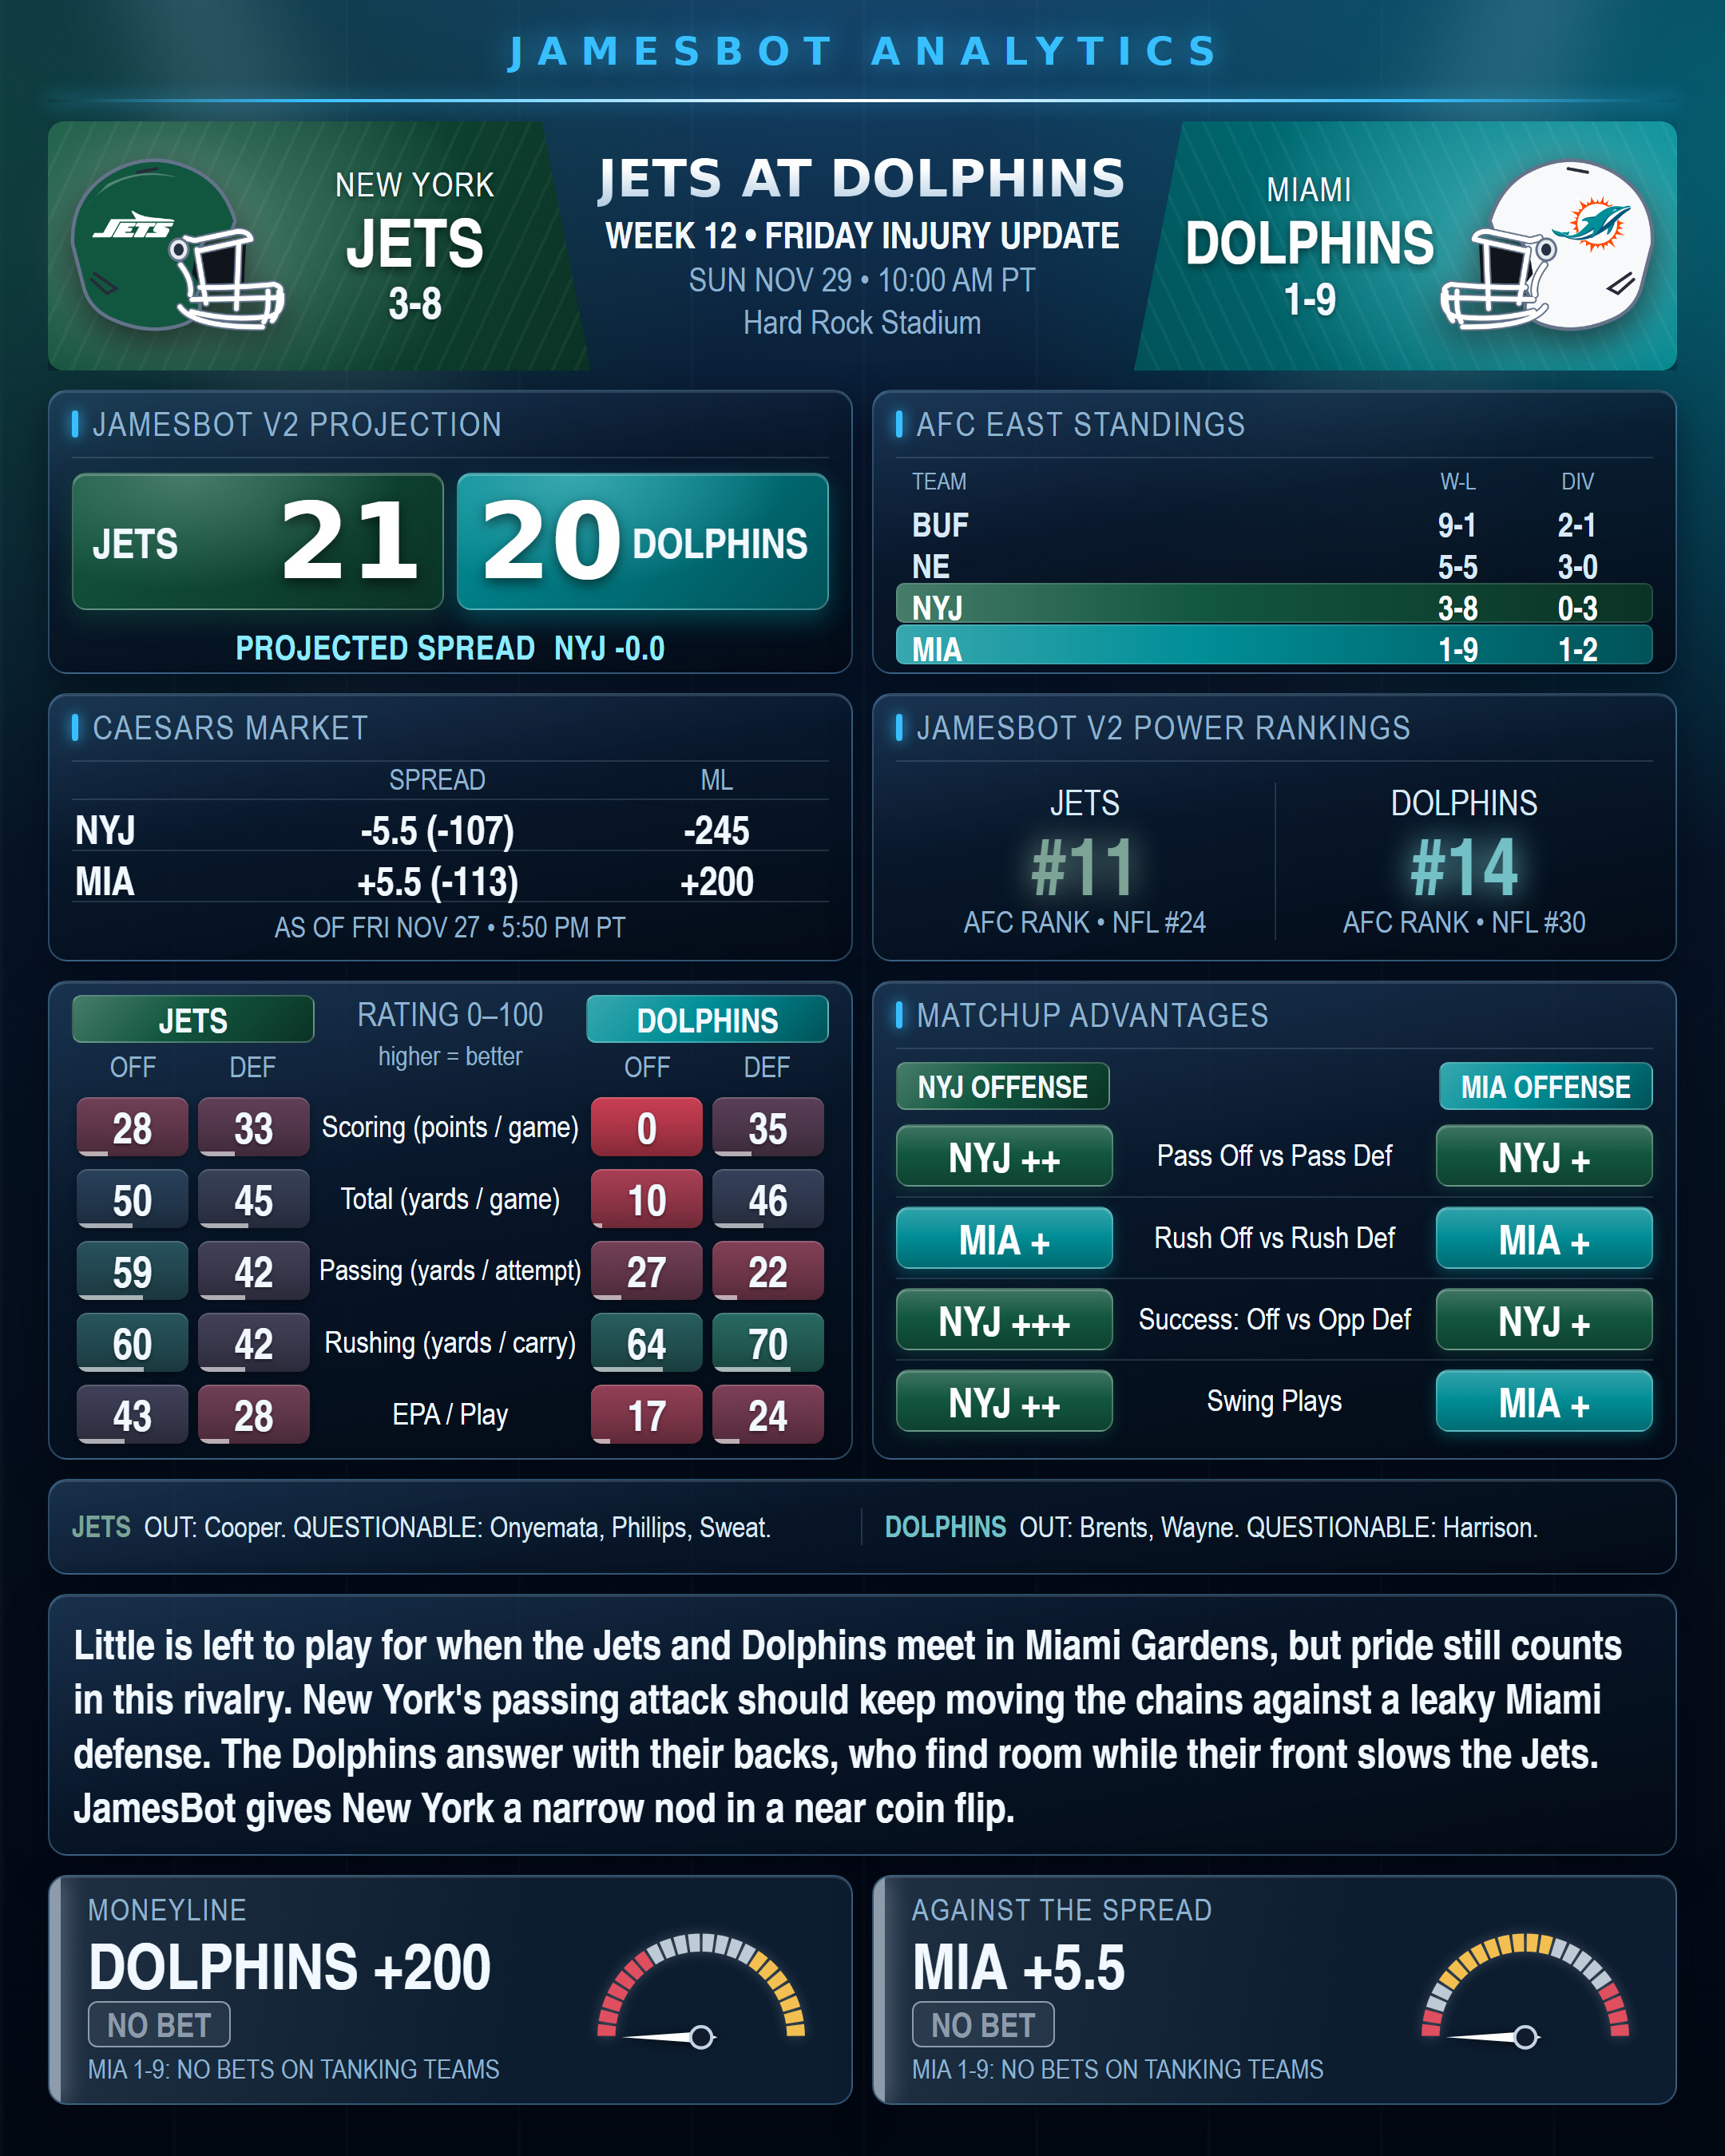 JAMESBOT ANALYTICS
JETS
NEW YORK
JETS
3-8
JETS AT DOLPHINS
WEEK 12 • FRIDAY INJURY UPDATE
SUN NOV 29 • 10:00 AM PT
Hard Rock Stadium
MIAMI
DOLPHINS
1-9
JAMESBOT V2 PROJECTION
JETS 21
20 DOLPHINS
PROJECTED SPREAD NYJ -0.0
AFC EAST STANDINGS
TEAM W-L DIV
BUF 9-1 2-1
NE 5-5 3-0
NYJ 3-8 0-3
MIA 1-9 1-2
CAESARS MARKET
SPREAD ML
NYJ -5.5 (-107) -245
MIA +5.5 (-113) +200
AS OF FRI NOV 27 • 5:50 PM PT
JAMESBOT V2 POWER RANKINGS
JETS
#11
AFC RANK • NFL #24
DOLPHINS
#14
AFC RANK • NFL #30
JETS RATING 0–100 DOLPHINS
OFF DEF higher = better OFF DEF
28 33 Scoring (points / game) 0 35
50 45 Total (yards / game) 10 46
59 42 Passing (yards / attempt) 27 22
60 42 Rushing (yards / carry) 64 70
43 28 EPA / Play 17 24
MATCHUP ADVANTAGES
NYJ OFFENSE MIA OFFENSE
NYJ ++ Pass Off vs Pass Def NYJ +
MIA + Rush Off vs Rush Def MIA +
NYJ +++ Success: Off vs Opp Def NYJ +
NYJ ++ Swing Plays MIA +
JETS OUT: Cooper. QUESTIONABLE: Onyemata, Phillips, Sweat.
DOLPHINS OUT: Brents, Wayne. QUESTIONABLE: Harrison.
Little is left to play for when the Jets and Dolphins meet in Miami Gardens, but pride still counts
in this rivalry. New York's passing attack should keep moving the chains against a leaky Miami
defense. The Dolphins answer with their backs, who find room while their front slows the Jets.
JamesBot gives New York a narrow nod in a near coin flip.
MONEYLINE
DOLPHINS +200
NO BET
MIA 1-9: NO BETS ON TANKING TEAMS
AGAINST THE SPREAD
MIA +5.5
NO BET
MIA 1-9: NO BETS ON TANKING TEAMS